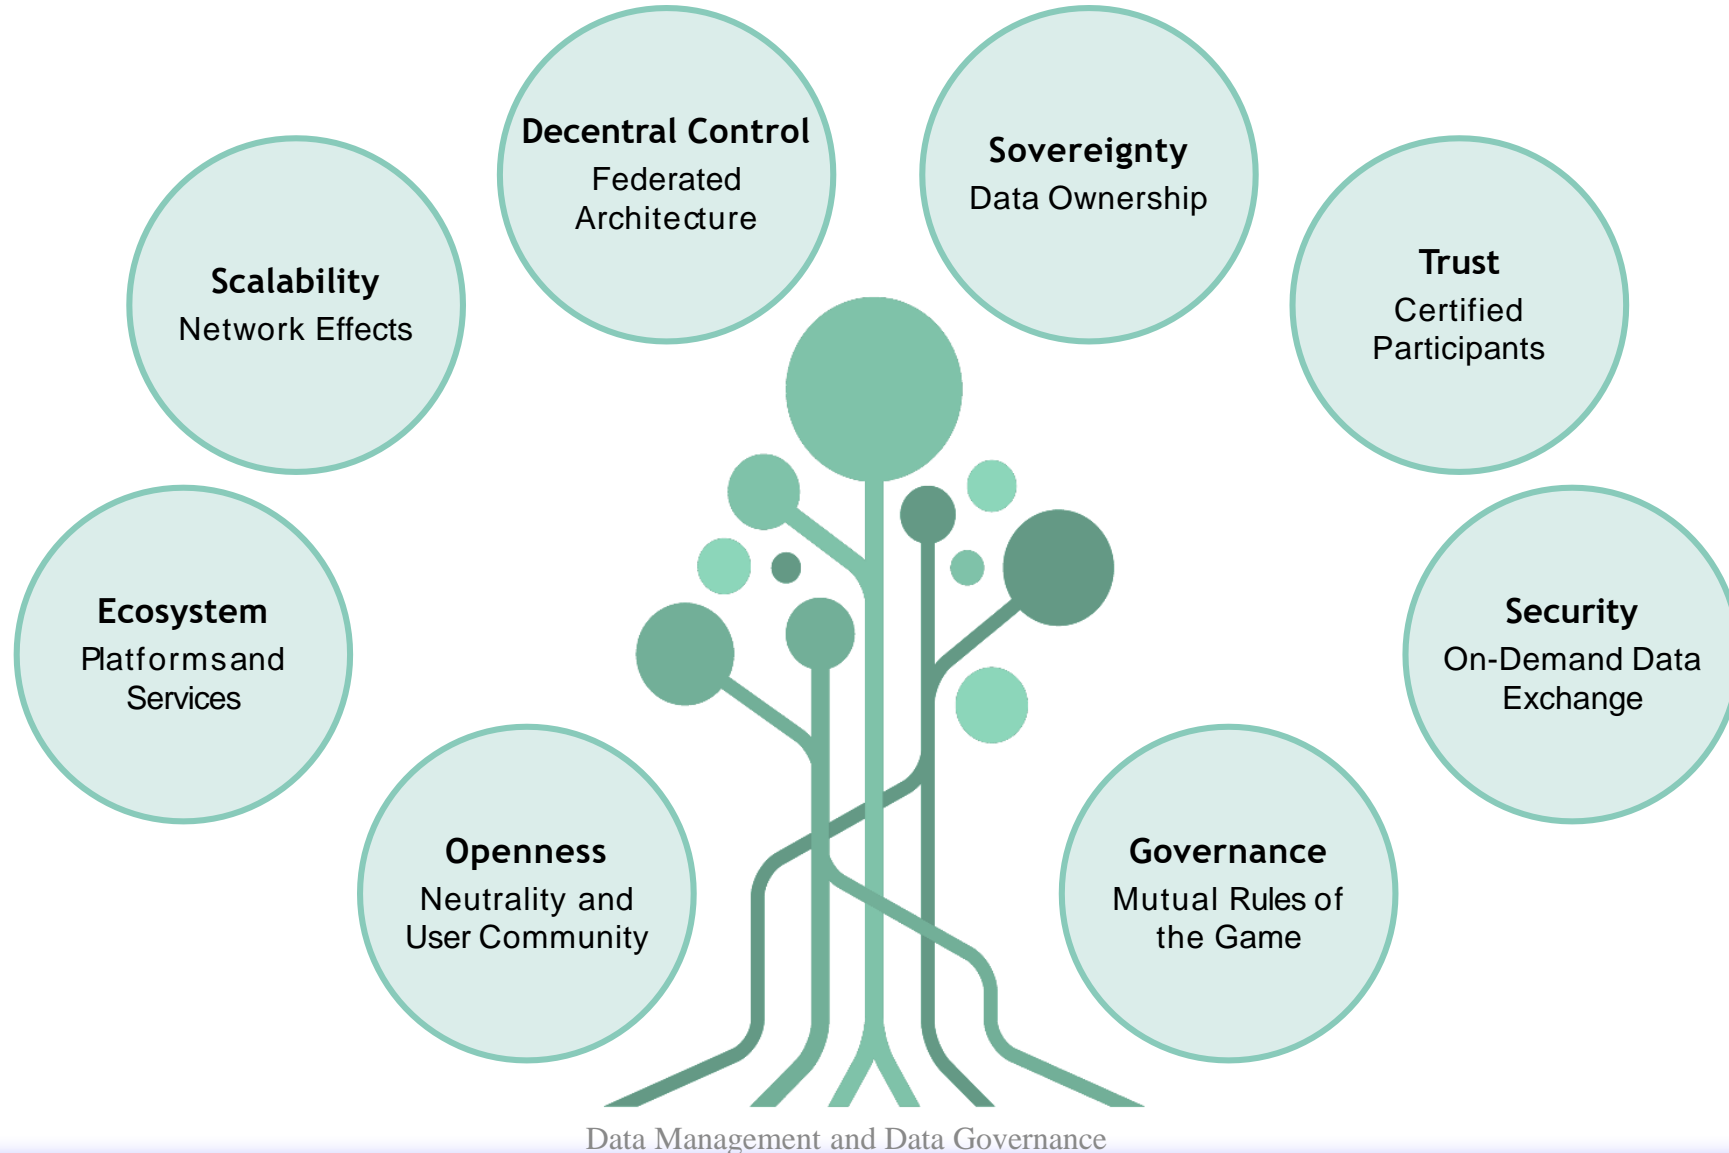 Decentral Control
Federated
Architecture
Sovereignty
Data Ownership
Scalability
Network Effects
Trust
Certified
Participants
Ecosystem
Platforms and
Services
Security
On-Demand Data
Exchange
Openness
Neutrality and
User Community
Governance
Mutual Rules of
the Game
Data Management and Data Governance